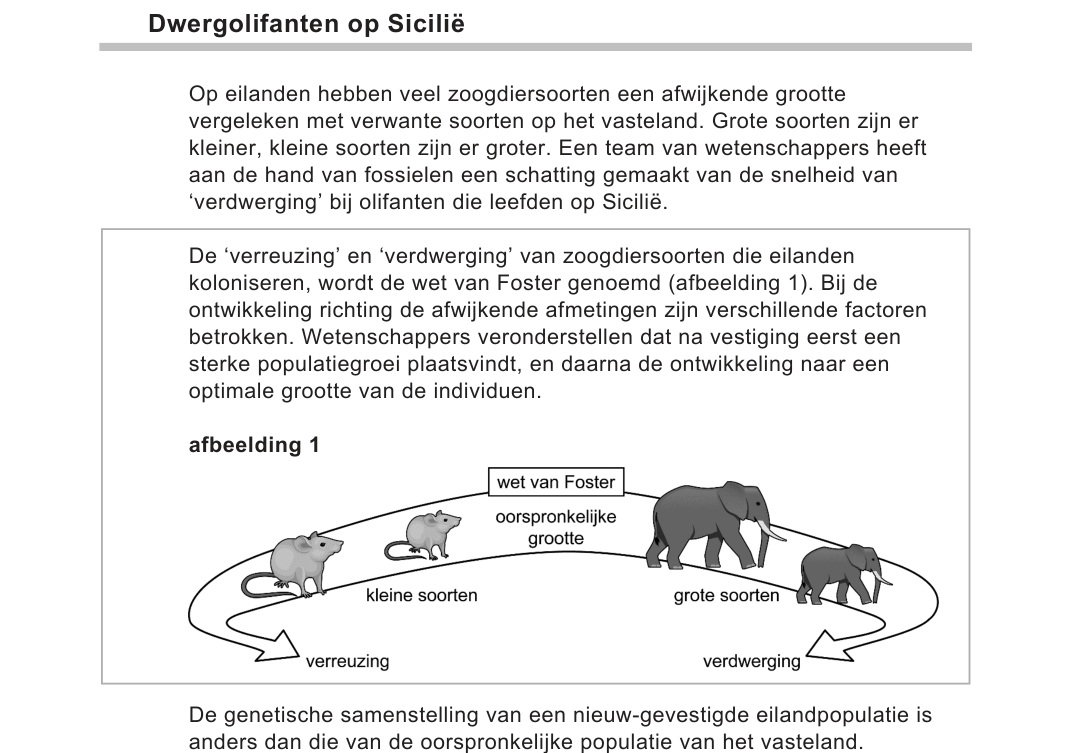 Dwergolifanten op Sicilië
Op eilanden hebben veel zoogdiersoorten een afwijkende grootte
vergeleken met verwante soorten op het vasteland. Grote soorten zijn er
kleiner, kleine soorten zijn er groter. Een team van wetenschappers heeft
aan de hand van fossielen een schatting gemaakt van de snelheid van
‘verdwerging’ bij olifanten die leefden op Sicilië.
De ‘verreuzing’ en ‘verdwerging’ van zoogdiersoorten die eilanden
koloniseren, wordt de wet van Foster genoemd (afbeelding 1). Bij de
ontwikkeling richting de afwijkende afmetingen zijn verschillende factoren
betrokken. Wetenschappers veronderstellen dat na vestiging eerst een
sterke populatiegroei plaatsvindt, en daarna de ontwikkeling naar een
optimale grootte van de individuen.
afbeelding 1
wet van Foster
oorspronkelijke
grootte
kleine soorten
grote soorten
verreuzing
verdwerging
De genetische samenstelling van een nieuw-gevestigde eilandpopulatie is
anders dan die van de oorspronkelijke populatie van het vasteland.